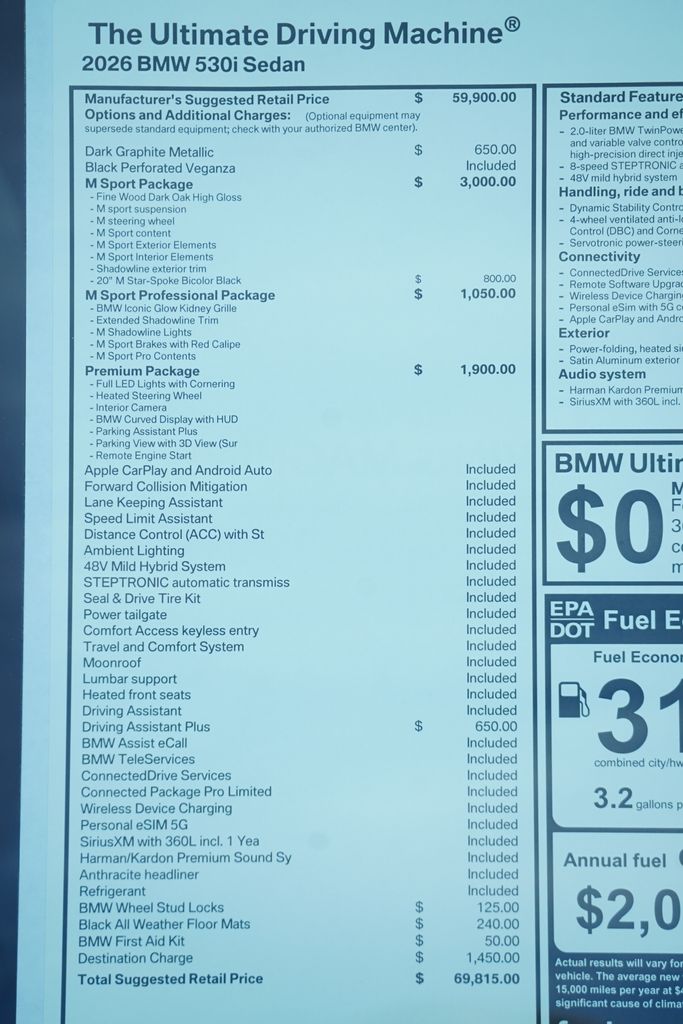 The Ultimate Driving Machine®
2026 BMW 530i Sedan
Manufacturer's Suggested Retail Price $ 59,900.00
Options and Additional Charges: (Optional equipment may
supersede standard equipment; check with your authorized BMW center).
Dark Graphite Metallic $ 650.00
Black Perforated Veganza Included
M Sport Package $ 3,000.00
- Fine Wood Dark Oak High Gloss
- M sport suspension
- M steering wheel
- M Sport content
- M Sport Exterior Elements
- M Sport Interior Elements
- Shadowline exterior trim
- 20" M Star-Spoke Bicolor Black $ 800.00
M Sport Professional Package $ 1,050.00
- BMW Iconic Glow Kidney Grille
- Extended Shadowline Trim
- M Shadowline Lights
- M Sport Brakes with Red Calipe
- M Sport Pro Contents
Premium Package $ 1,900.00
- Full LED Lights with Cornering
- Heated Steering Wheel
- Interior Camera
- BMW Curved Display with HUD
- Parking Assistant Plus
- Parking View with 3D View (Sur
- Remote Engine Start
Apple CarPlay and Android Auto Included
Forward Collision Mitigation Included
Lane Keeping Assistant Included
Speed Limit Assistant Included
Distance Control (ACC) with St Included
Ambient Lighting Included
48V Mild Hybrid System Included
STEPTRONIC automatic transmiss Included
Seal & Drive Tire Kit Included
Power tailgate Included
Comfort Access keyless entry Included
Travel and Comfort System Included
Moonroof Included
Lumbar support Included
Heated front seats Included
Driving Assistant Included
Driving Assistant Plus $ 650.00
BMW Assist eCall Included
BMW TeleServices Included
ConnectedDrive Services Included
Connected Package Pro Limited Included
Wireless Device Charging Included
Personal eSIM 5G Included
SiriusXM with 360L incl. 1 Yea Included
Harman/Kardon Premium Sound Sy Included
Anthracite headliner Included
Refrigerant Included
BMW Wheel Stud Locks $ 125.00
Black All Weather Floor Mats $ 240.00
BMW First Aid Kit $ 50.00
Destination Charge $ 1,450.00
Total Suggested Retail Price $ 69,815.00
Standard Feature
Performance and ef
- 2.0-liter BMW TwinPowe
and variable valve contro
high-precision direct inje
- 8-speed STEPTRONIC a
- 48V mild hybrid system
Handling, ride and b
- Dynamic Stability Contro
- 4-wheel ventilated anti-l
Control (DBC) and Corne
- Servotronic power-steer
Connectivity
- ConnectedDrive Services
- Remote Software Upgra
- Wireless Device Charging
- Personal eSim with 5G c
- Apple CarPlay and Andro
Exterior
- Power-folding, heated si
- Satin Aluminum exterior
Audio system
- Harman Kardon Premium
- SiriusXM with 360L incl.
BMW Ultir
$0
M
F
3
c
m
EPA
DOT Fuel E
Fuel Econor
31
combined city/hw
3.2 gallons p
Annual fuel
$2,0
Actual results will vary for
vehicle. The average new
15,000 miles per year at $
significant cause of clima